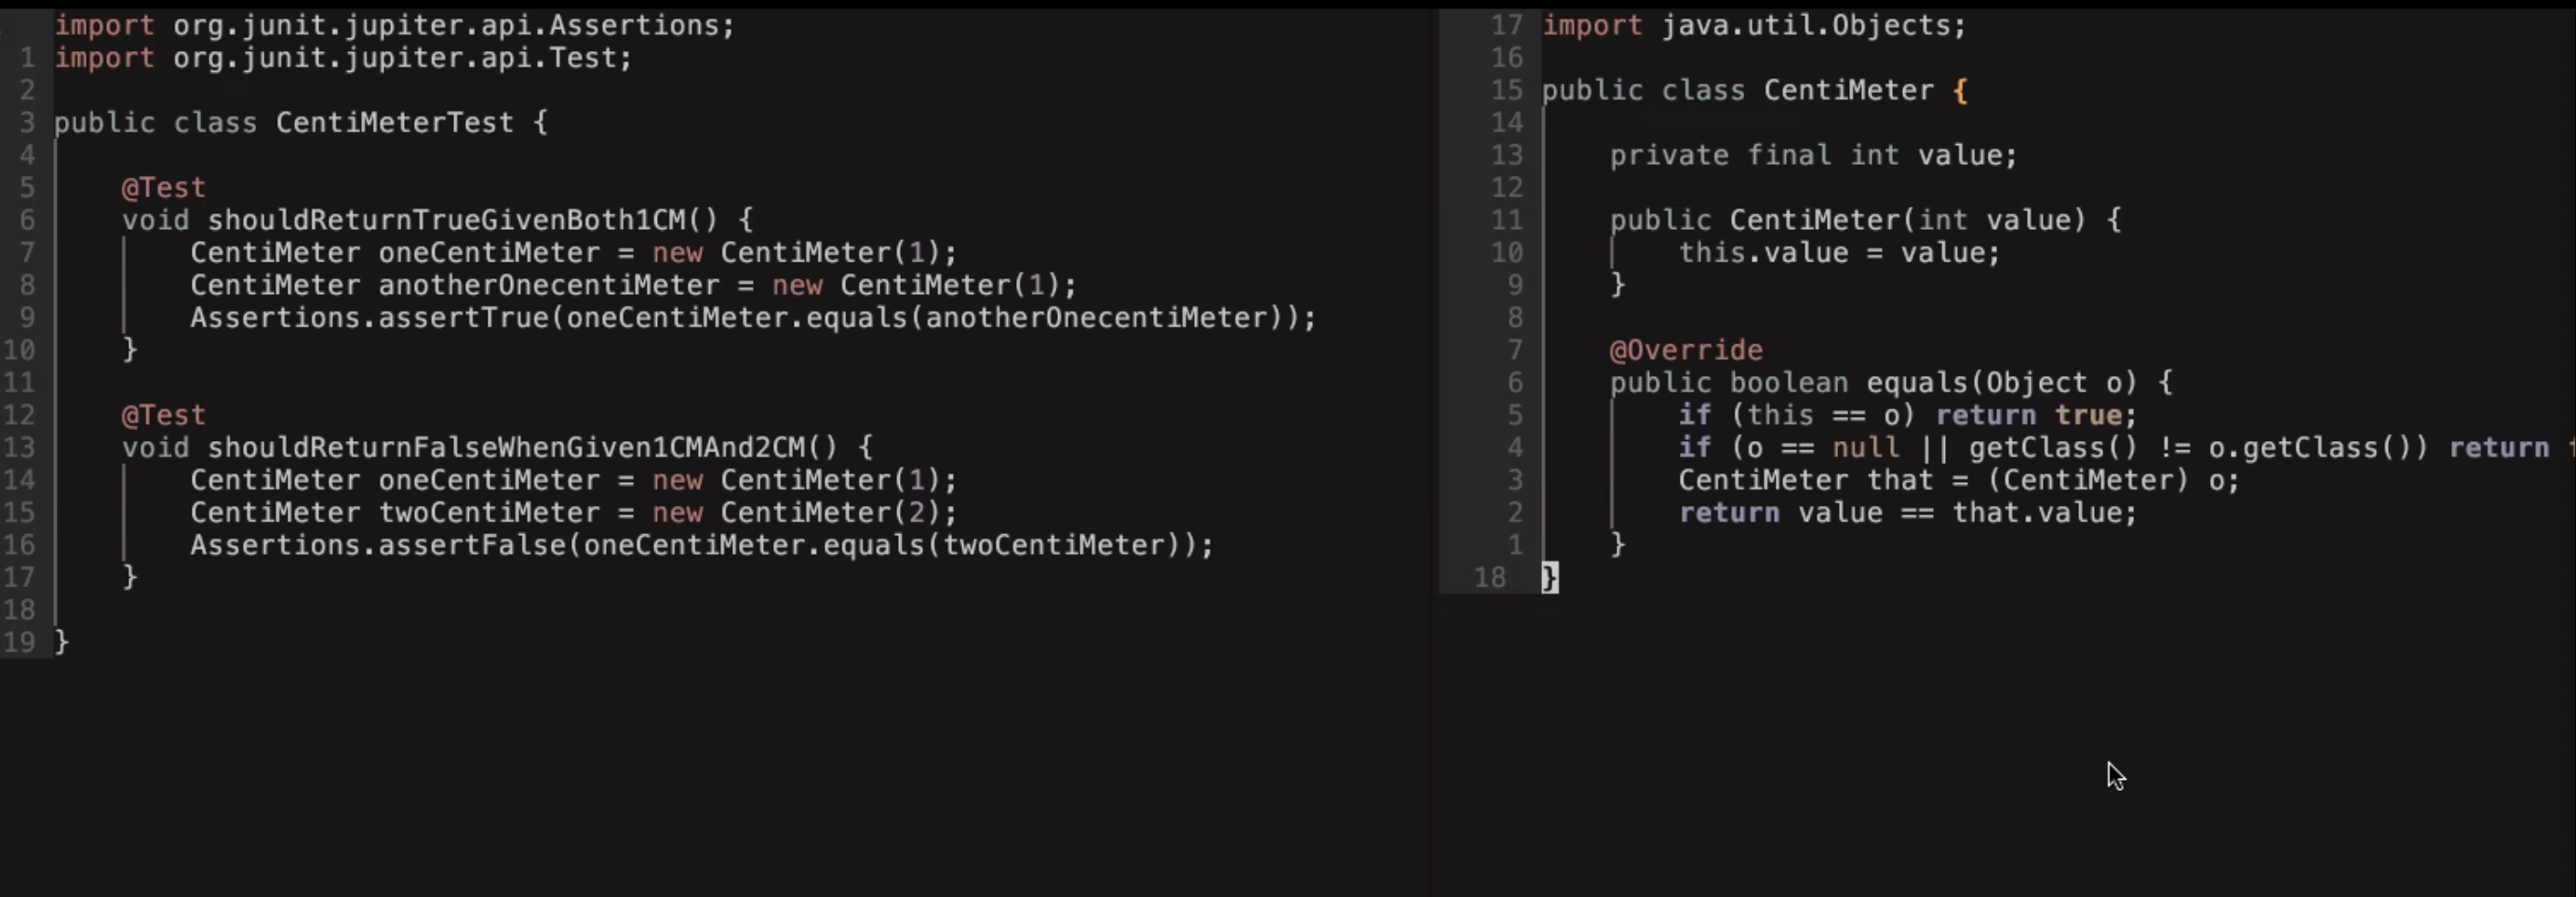 import org.junit.jupiter.api.Assertions;
1 import org.junit.jupiter.api.Test;
2
3 public class CentiMeterTest {
4
5 @Test
6 void shouldReturnTrueGivenBoth1CM() {
7 CentiMeter oneCentiMeter = new CentiMeter(1);
8 CentiMeter anotherOnecentiMeter = new CentiMeter(1);
9 Assertions.assertTrue(oneCentiMeter.equals(anotherOnecentiMeter));
10 }
11
12 @Test
13 void shouldReturnFalseWhenGiven1CMAnd2CM() {
14 CentiMeter oneCentiMeter = new CentiMeter(1);
15 CentiMeter twoCentiMeter = new CentiMeter(2);
16 Assertions.assertFalse(oneCentiMeter.equals(twoCentiMeter));
17 }
18
19 }
17 import java.util.Objects;
16
15 public class CentiMeter {
14
13 private final int value;
12
11 public CentiMeter(int value) {
10 this.value = value;
9 }
8
7 @Override
6 public boolean equals(Object o) {
5 if (this == o) return true;
4 if (o == null || getClass() != o.getClass()) return
3 CentiMeter that = (CentiMeter) o;
2 return value == that.value;
1 }
18 }